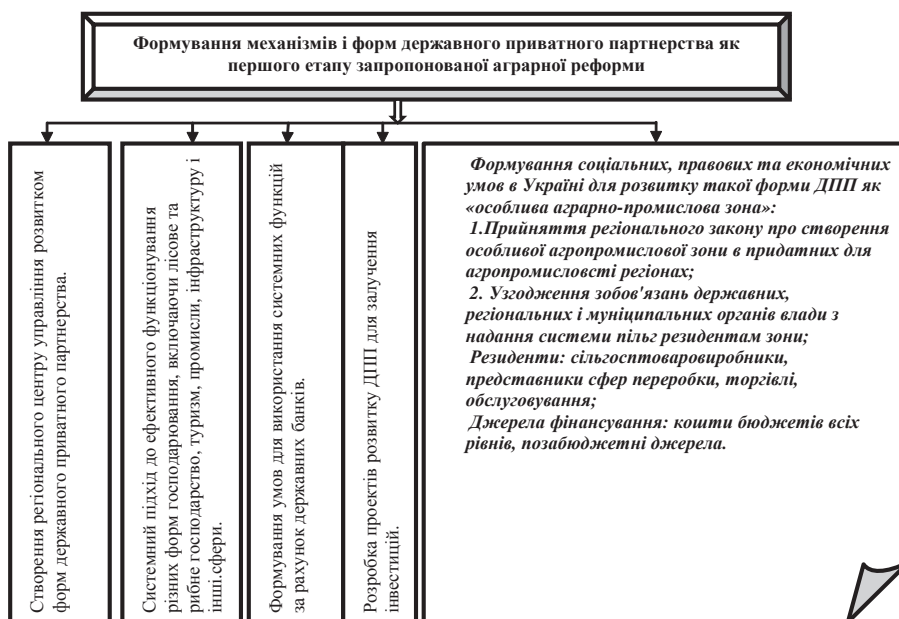 Формування механізмів і форм державного приватного партнерства як
першого етапу запропонованої аграрної реформи
Створення регіонального центру управління розвитком
форм державного приватного партнерства.
Системний підхід до ефективного функціонування
різних форм господарювання, включаючи лісове та
рибне господарство, туризм, промисли, інфраструктуру і
інші.сфери.
Формування умов для використання системних функцій
за рахунок державних банків.
Розробка проектів розвитку ДПП для залучення
інвестицій.
Формування соціальних, правових та економічних
умов в Україні для розвитку такої форми ДПП як
«особлива аграрно-промислова зона»:
1.Прийняття регіонального закону про створення
особливої агропромислової зони в придатних для
агропромисловсті регіонах;
2. Узгодження зобов'язань державних,
регіональних і муніципальних органів влади з
надання системи пільг резидентам зони;
Резиденти: сільгосптоваровиробники,
представники сфер переробки, торгівлі,
обслуговування;
Джерела фінансування: кошти бюджетів всіх
рівнів, позабюджетні джерела.